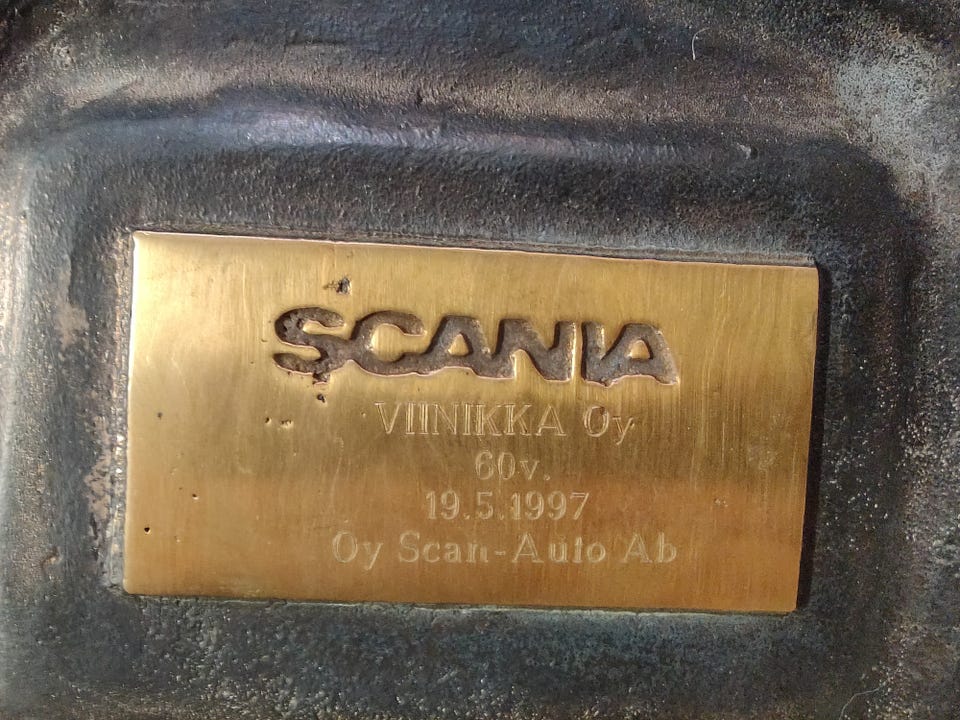 SCANIA
VIINIKKA Oy
60v.
19.5.1997
Oy Scan-Auto Ab